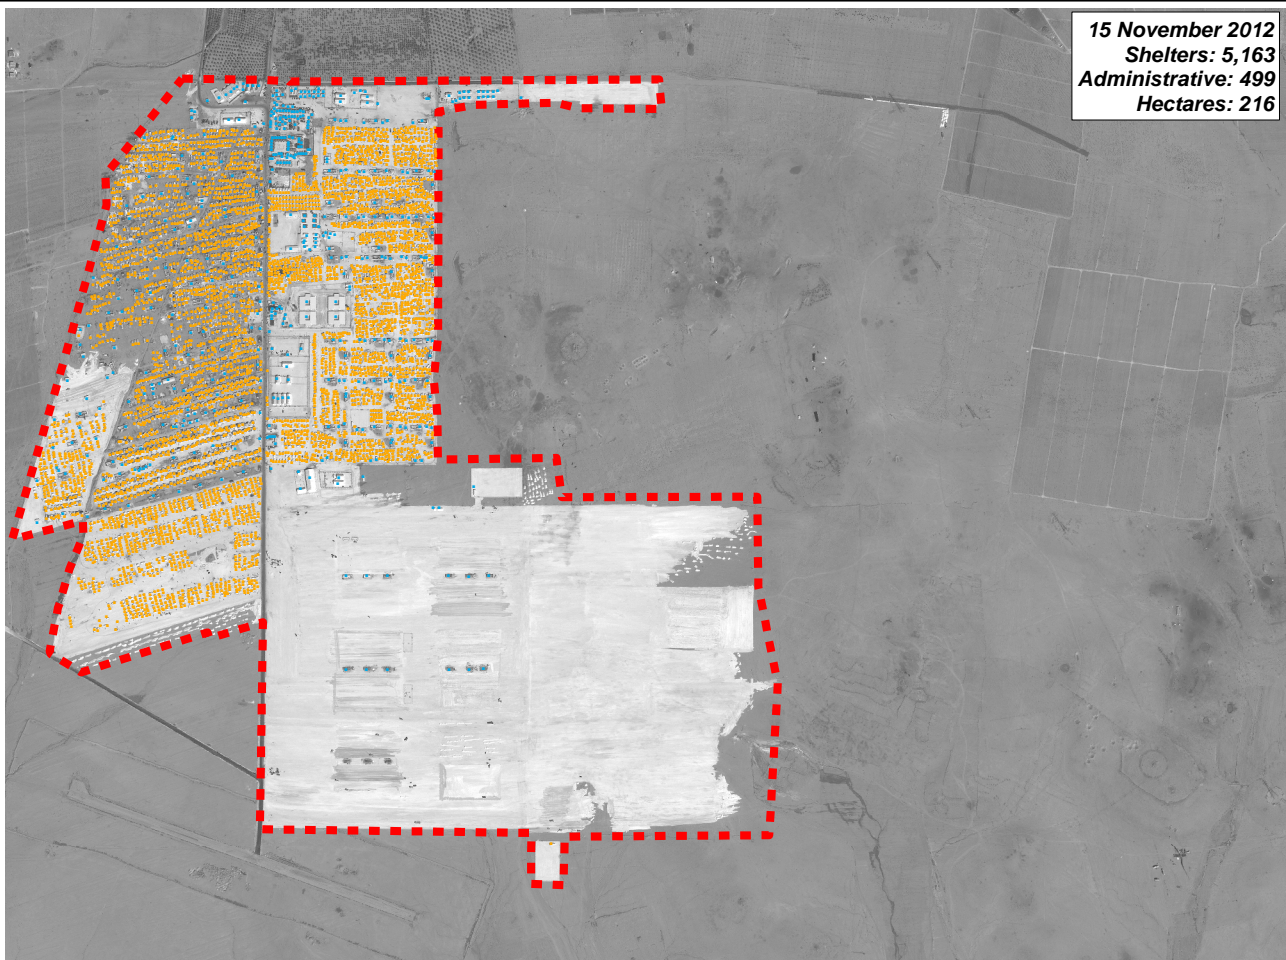 15 November 2012
Shelters: 5,163
Administrative: 499
Hectares: 216